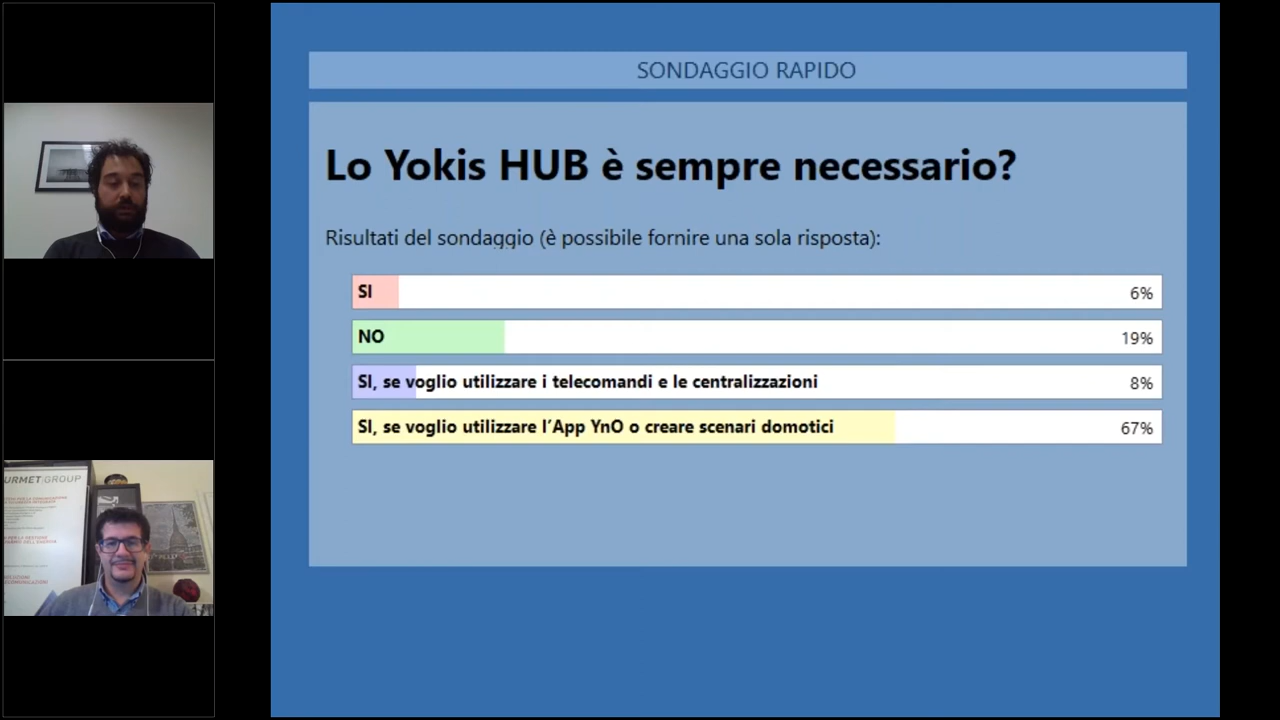 SONDAGGIO RAPIDO
Lo Yokis HUB è sempre necessario?
Risultati del sondaggio (è possibile fornire una sola risposta):
SI 6%
NO 19%
SI, se voglio utilizzare i telecomandi e le centralizzazioni 8%
SI, se voglio utilizzare l'App YnO o creare scenari domotici 67%
URMET GROUP